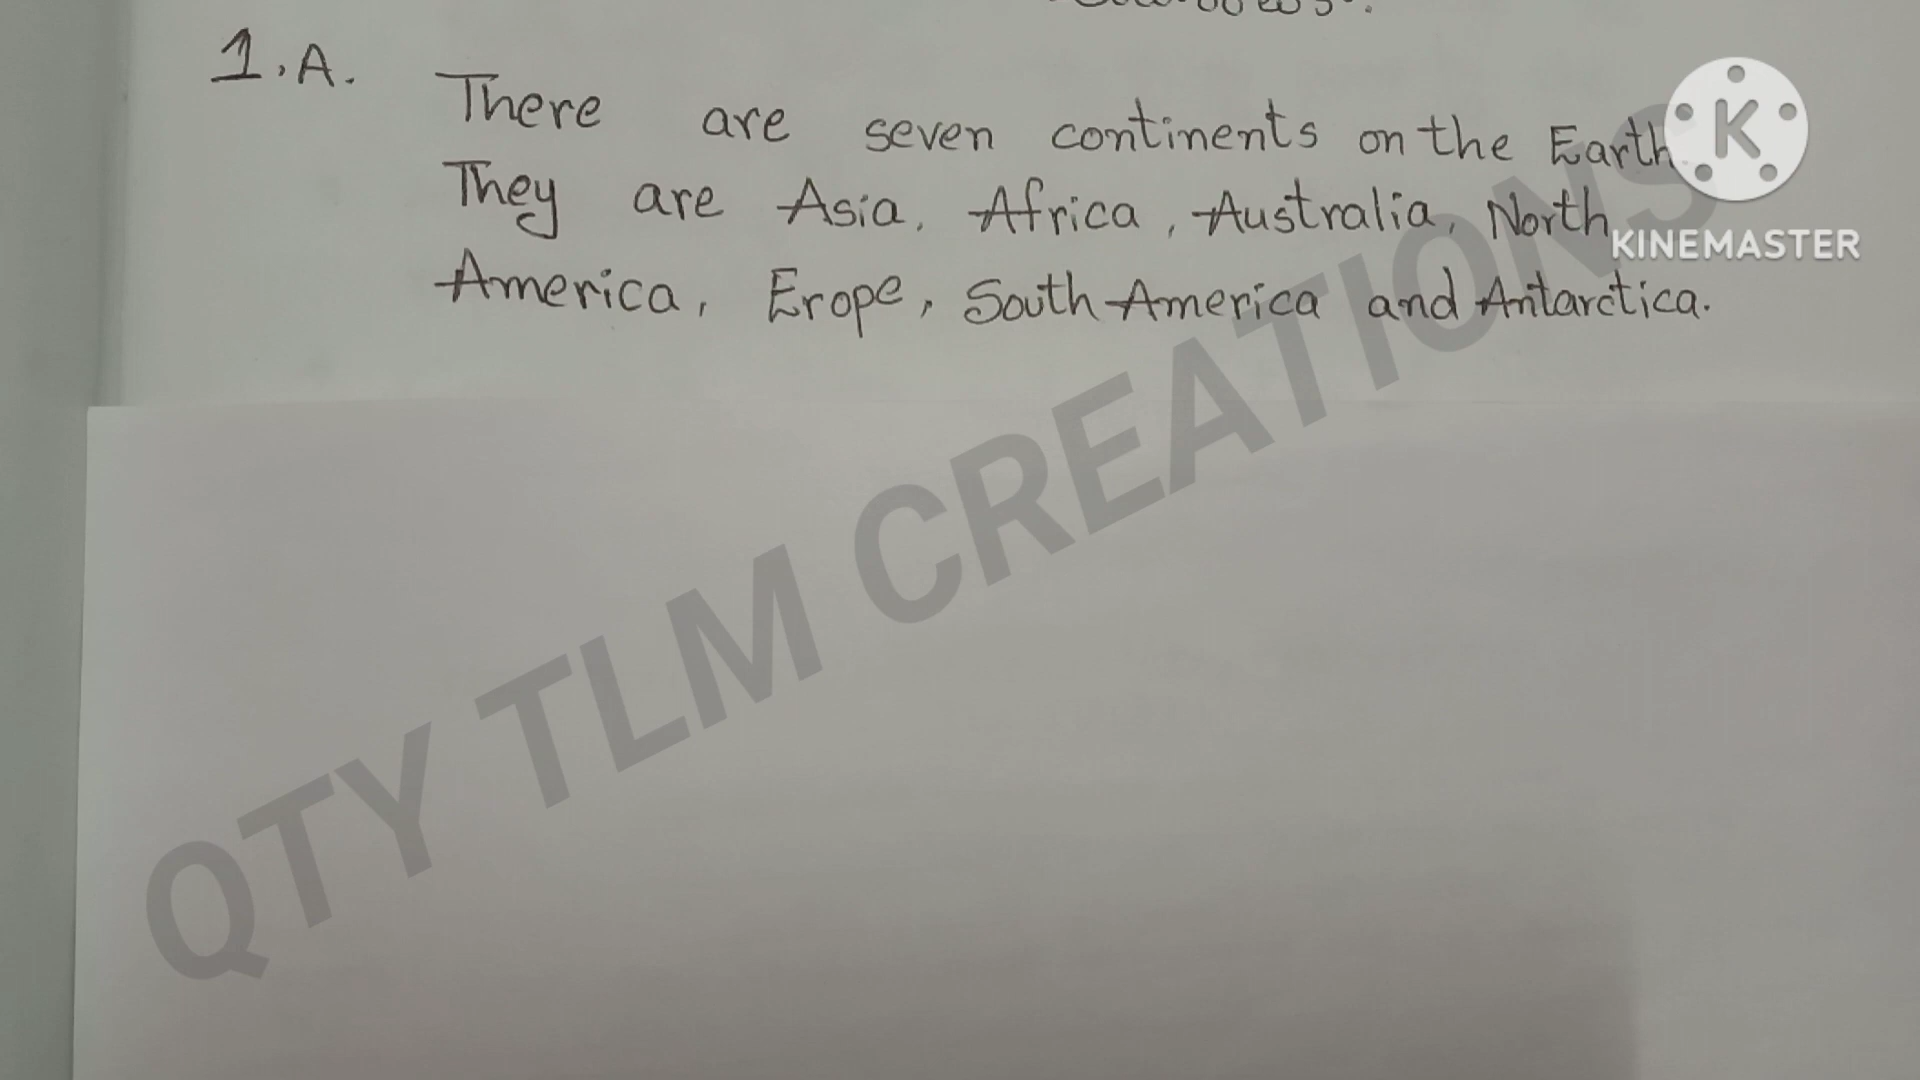 1.A. There are seven continents on the Earth.
They are Asia, Africa, Australia, North
America, Erope, South America and Antarctica.
K
KINEMASTER
QTY TLM CREATIONS